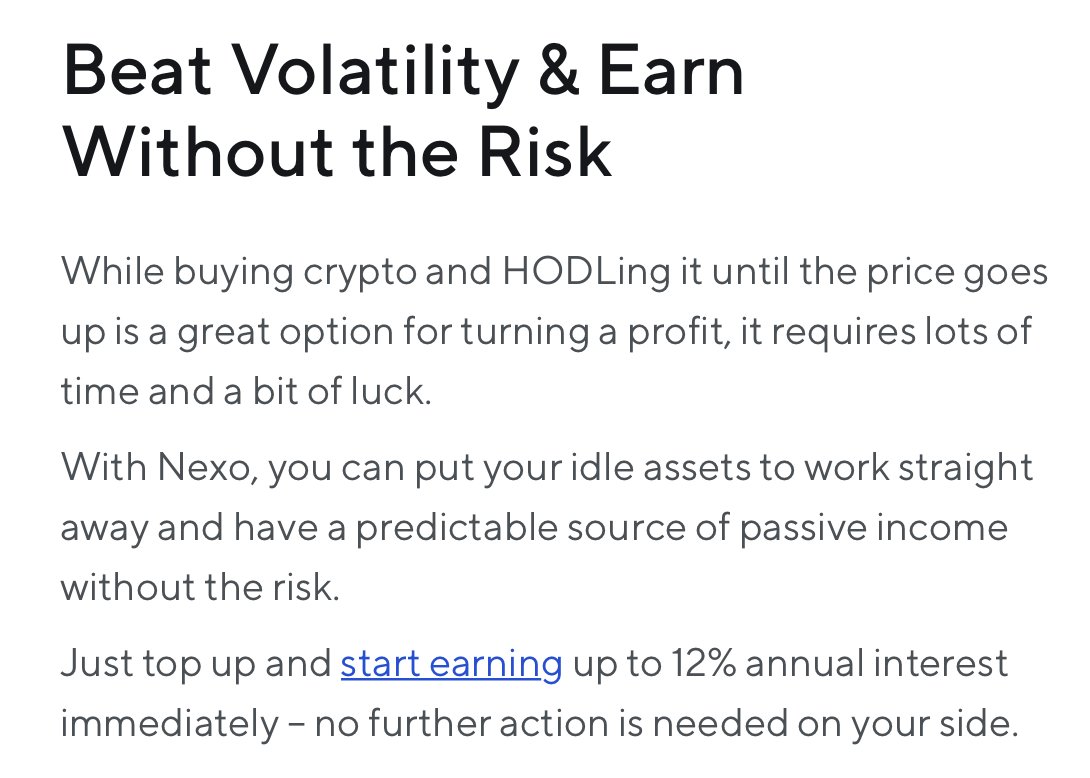 Beat Volatility & Earn
Without the Risk
While buying crypto and HODLing it until the price goes
up is a great option for turning a profit, it requires lots of
time and a bit of luck.
With Nexo, you can put your idle assets to work straight
away and have a predictable source of passive income
without the risk.
Just top up and start earning up to 12% annual interest
immediately – no further action is needed on your side.